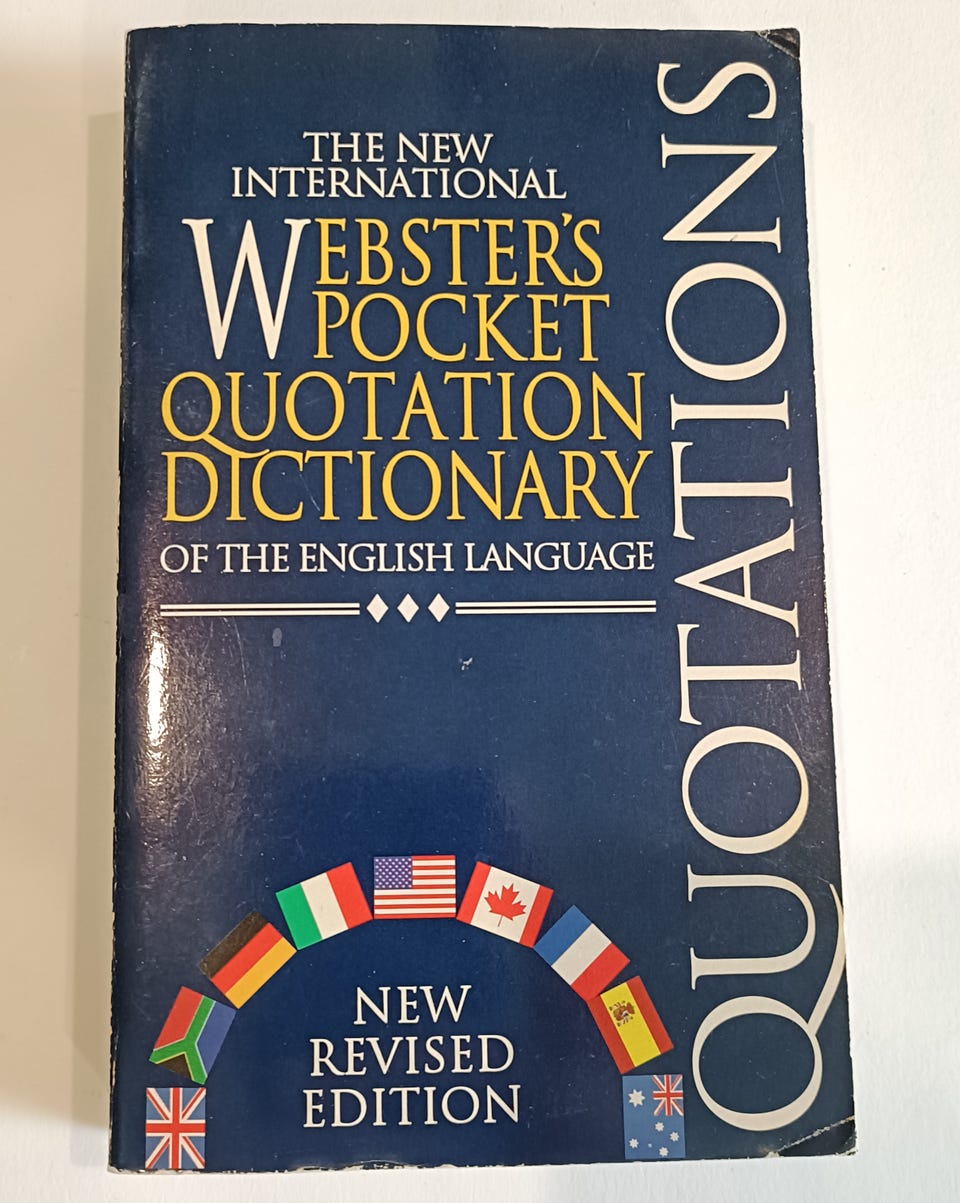 THE NEW
INTERNATIONAL
WEBSTER'S
POCKET
QUOTATION
DICTIONARY
OF THE ENGLISH LANGUAGE
NEW
REVISED
EDITION
QUOTATIONS